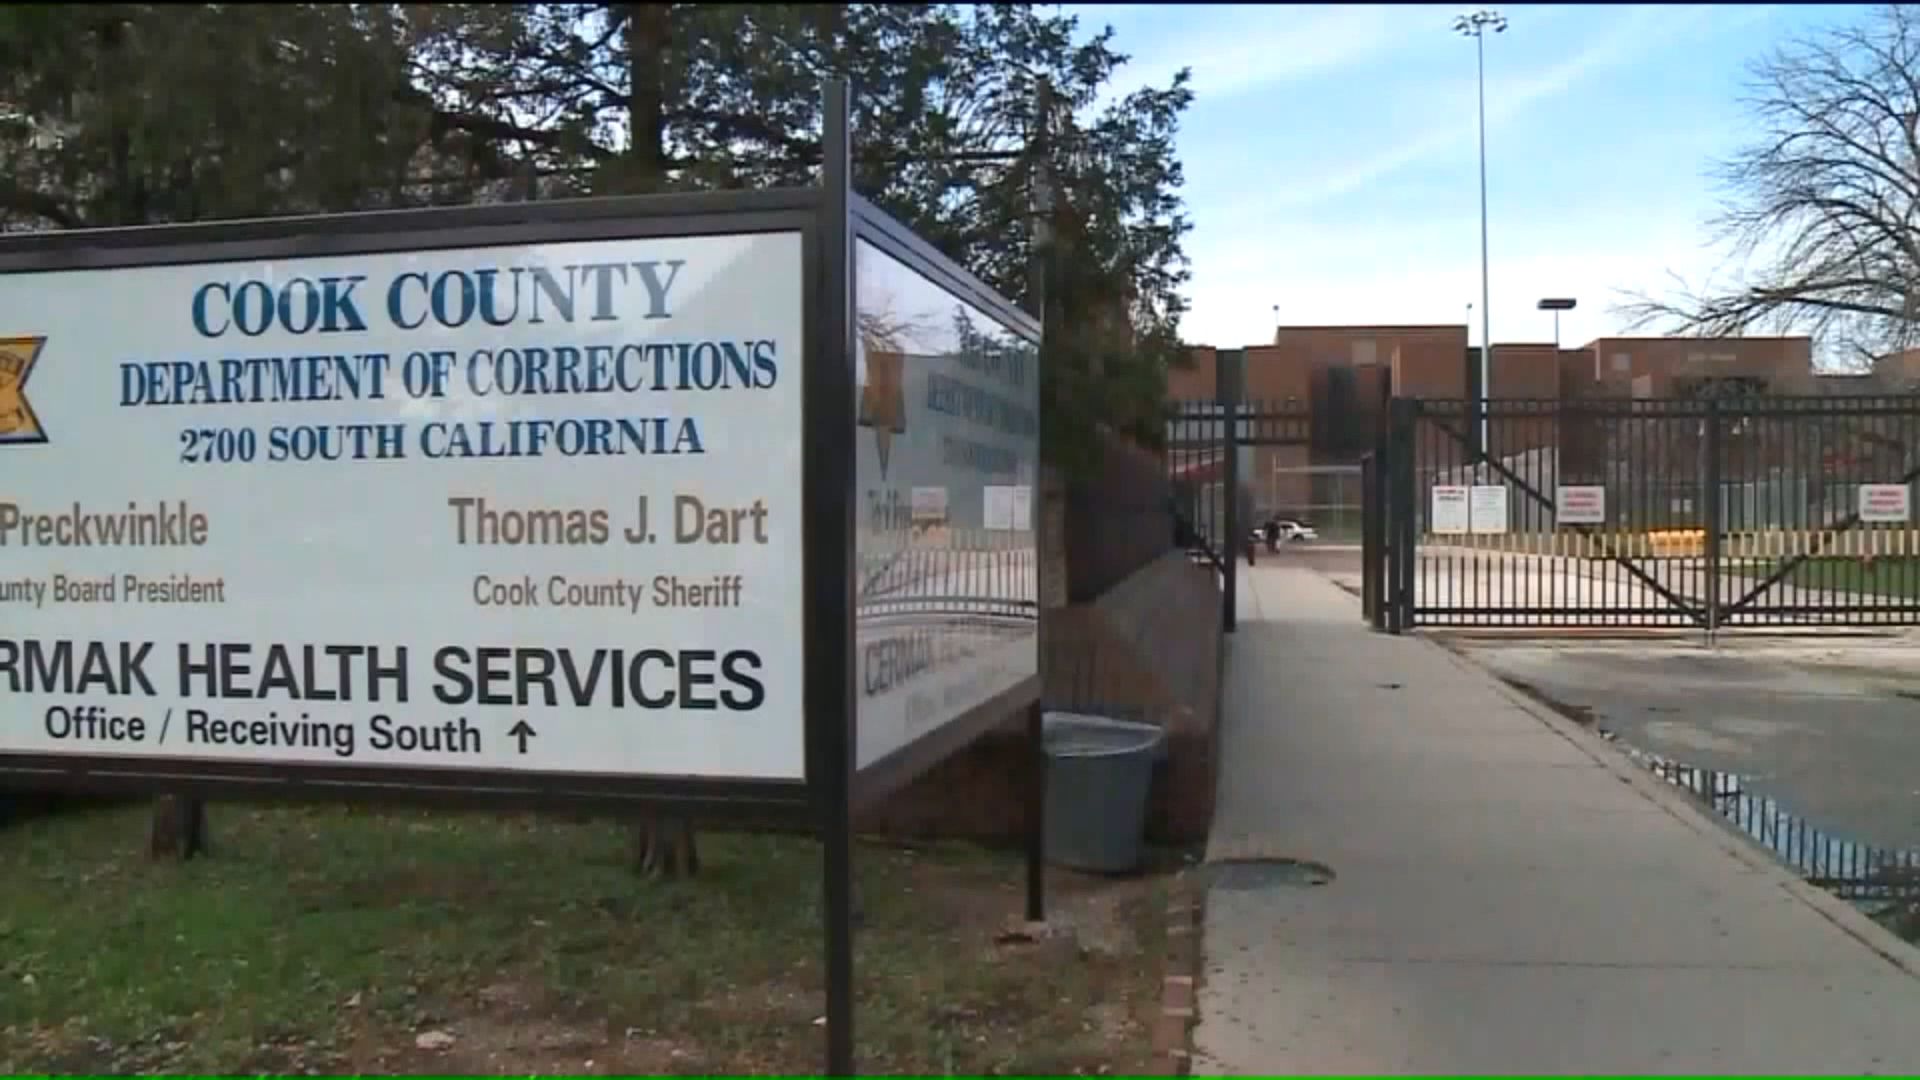 COOK COUNTY
DEPARTMENT OF CORRECTIONS
2700 SOUTH CALIFORNIA
Preckwinkle
Thomas J. Dart
unty Board President
Cook County Sheriff
RMAK HEALTH SERVICES
Office / Receiving South ↑
CERMAK